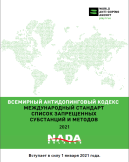 WORLD
ANTI-DOPING
AGENCY
ВСЕМИРНЫЙ АНТИДОПИНГОВЫЙ КОДЕКС
МЕЖДУНАРОДНЫЙ СТАНДАРТ
СПИСОК ЗАПРЕЩЕННЫХ
СУБСТАНЦИЙ И МЕТОДОВ
2021
NADA
Вступает в силу 1 января 2021 года.